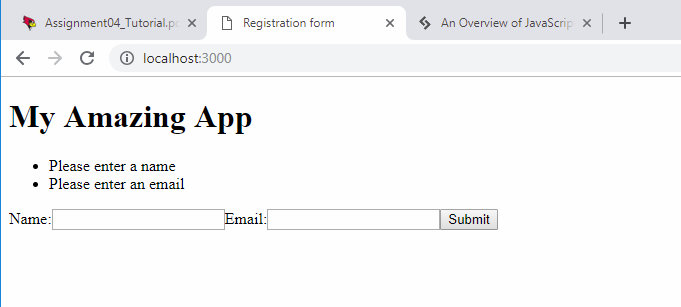 Assignment04_Tutorial.p
Registration form
An Overview of JavaScrip
localhost:3000
My Amazing App
Please enter a name
Please enter an email
Name: Email: Submit